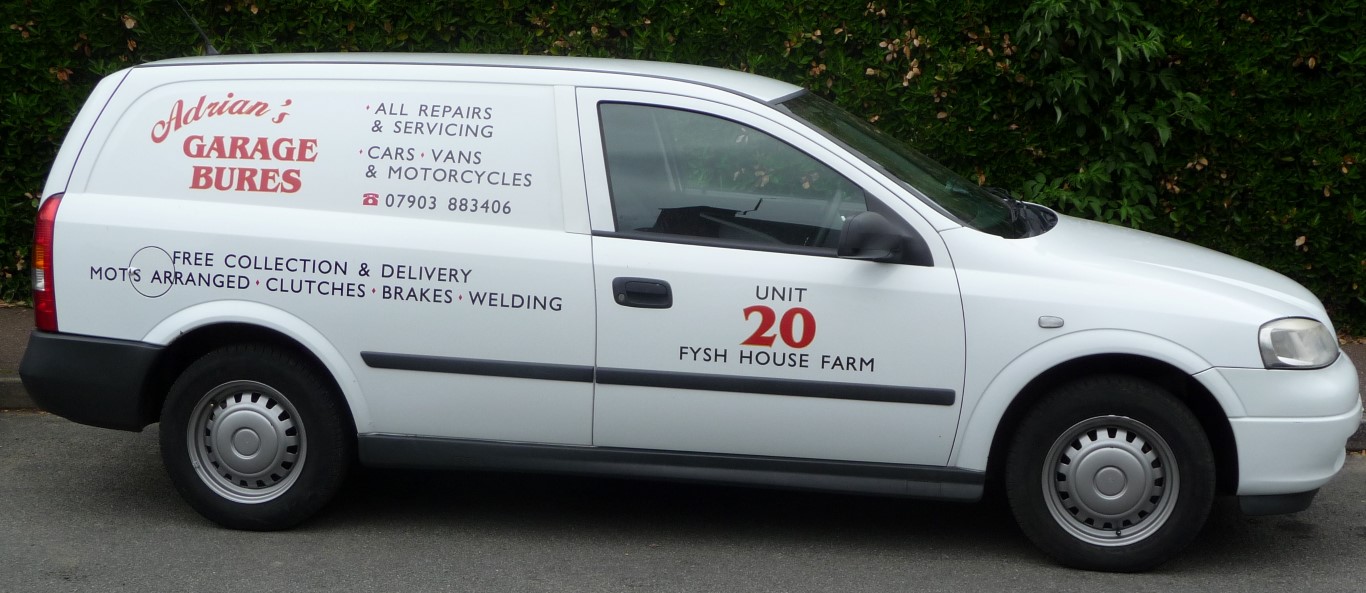 Adrian's
GARAGE
BURES
ALL REPAIRS
& SERVICING
CARS · VANS
& MOTORCYCLES
☎ 07903 883406
FREE COLLECTION & DELIVERY
MOT'S ARRANGED · CLUTCHES · BRAKES · WELDING
UNIT
20
FYSH HOUSE FARM